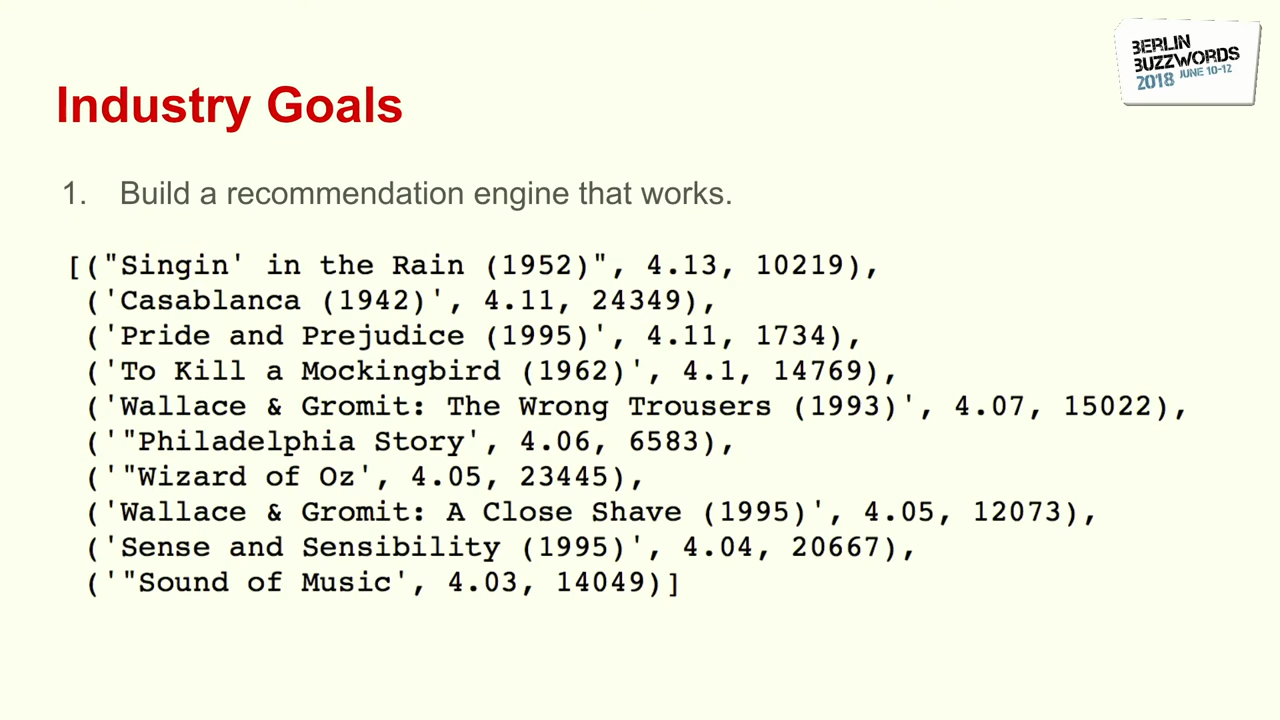 BERLIN
BUZZWORDS
2018 JUNE 10-12
Industry Goals
1. Build a recommendation engine that works.
[("Singin' in the Rain (1952)", 4.13, 10219),
('Casablanca (1942)', 4.11, 24349),
('Pride and Prejudice (1995)', 4.11, 1734),
('To Kill a Mockingbird (1962)', 4.1, 14769),
('Wallace & Gromit: The Wrong Trousers (1993)', 4.07, 15022),
('"Philadelphia Story', 4.06, 6583),
('"Wizard of Oz', 4.05, 23445),
('Wallace & Gromit: A Close Shave (1995)', 4.05, 12073),
('Sense and Sensibility (1995)', 4.04, 20667),
('"Sound of Music', 4.03, 14049)]